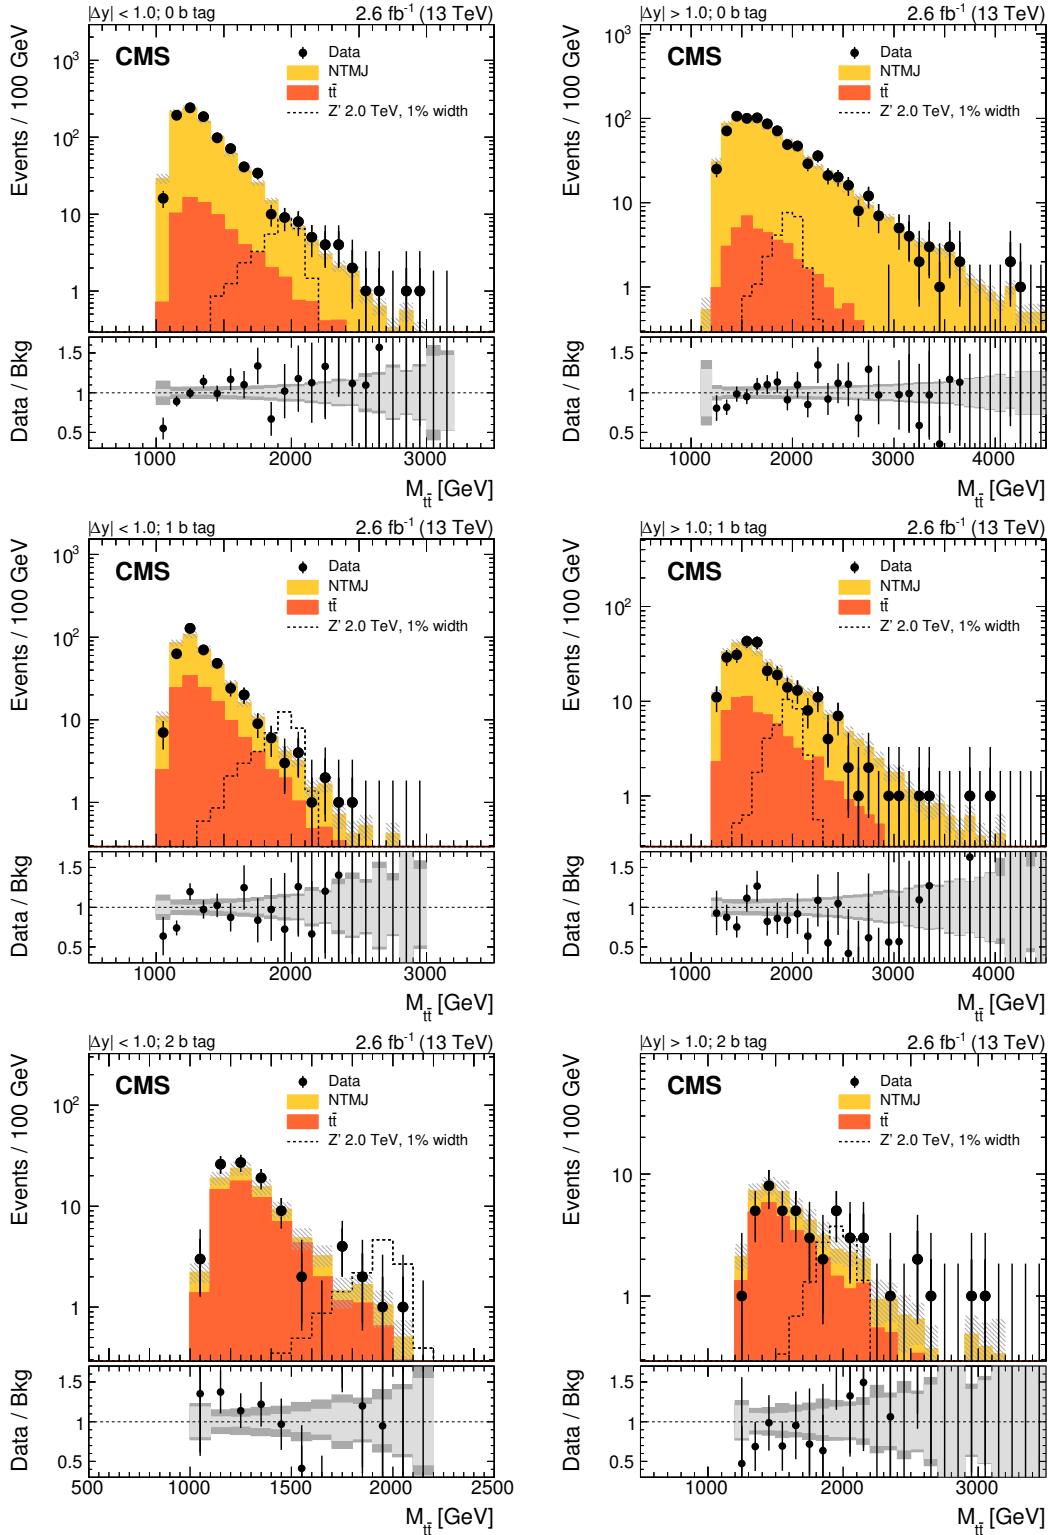 |Δy| < 1.0; 0 b tag 2.6 fb⁻¹ (13 TeV)
CMS
Data
NTMJ
tt̄
Z' 2.0 TeV, 1% width
Events / 100 GeV
10³
10²
10
1
Data / Bkg
1.5
1
0.5
1000 2000 3000
M_tt̄ [GeV]
|Δy| > 1.0; 0 b tag 2.6 fb⁻¹ (13 TeV)
CMS
Data
NTMJ
tt̄
Z' 2.0 TeV, 1% width
Events / 100 GeV
10³
10²
10
1
Data / Bkg
1.5
1
0.5
1000 2000 3000 4000
M_tt̄ [GeV]
|Δy| < 1.0; 1 b tag 2.6 fb⁻¹ (13 TeV)
CMS
Data
NTMJ
tt̄
Z' 2.0 TeV, 1% width
Events / 100 GeV
10³
10²
10
1
Data / Bkg
1.5
1
0.5
1000 2000 3000
M_tt̄ [GeV]
|Δy| > 1.0; 1 b tag 2.6 fb⁻¹ (13 TeV)
CMS
Data
NTMJ
tt̄
Z' 2.0 TeV, 1% width
Events / 100 GeV
10²
10
1
Data / Bkg
1.5
1
0.5
1000 2000 3000 4000
M_tt̄ [GeV]
|Δy| < 1.0; 2 b tag 2.6 fb⁻¹ (13 TeV)
CMS
Data
NTMJ
tt̄
Z' 2.0 TeV, 1% width
Events / 100 GeV
10²
10
1
Data / Bkg
1.5
1
0.5
500 1000 1500 2000 2500
M_tt̄ [GeV]
|Δy| > 1.0; 2 b tag 2.6 fb⁻¹ (13 TeV)
CMS
Data
NTMJ
tt̄
Z' 2.0 TeV, 1% width
Events / 100 GeV
10
1
Data / Bkg
1.5
1
0.5
1000 2000 3000
M_tt̄ [GeV]